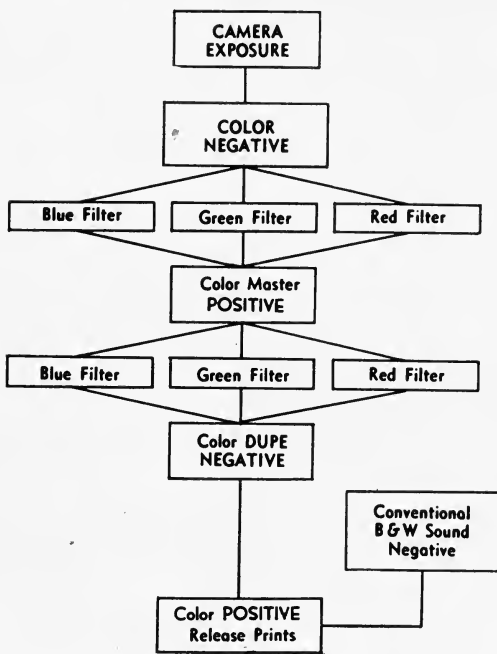 CAMERA
EXPOSURE
COLOR
NEGATIVE
Blue Filter
Green Filter
Red Filter
Color Master
POSITIVE
Blue Filter
Green Filter
Red Filter
Color DUPE
NEGATIVE
Conventional
B&W Sound
Negative
Color POSITIVE
Release Prints